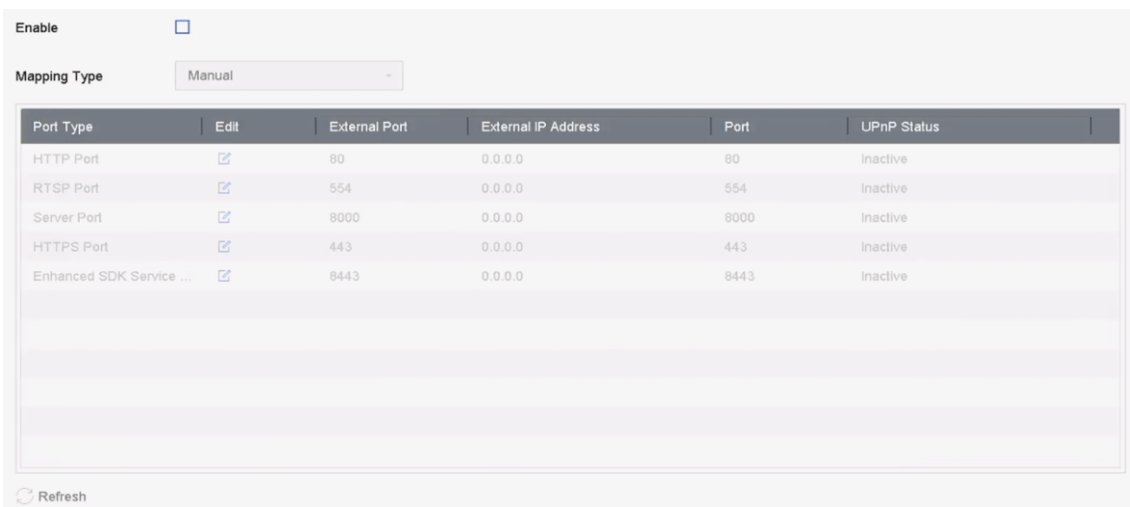 Enable
Mapping Type Manual
Port Type Edit External Port External IP Address Port UPnP Status
HTTP Port 80 0.0.0.0 80 Inactive
RTSP Port 554 0.0.0.0 554 Inactive
Server Port 8000 0.0.0.0 8000 Inactive
HTTPS Port 443 0.0.0.0 443 Inactive
Enhanced SDK Service ... 8443 0.0.0.0 8443 Inactive
Refresh